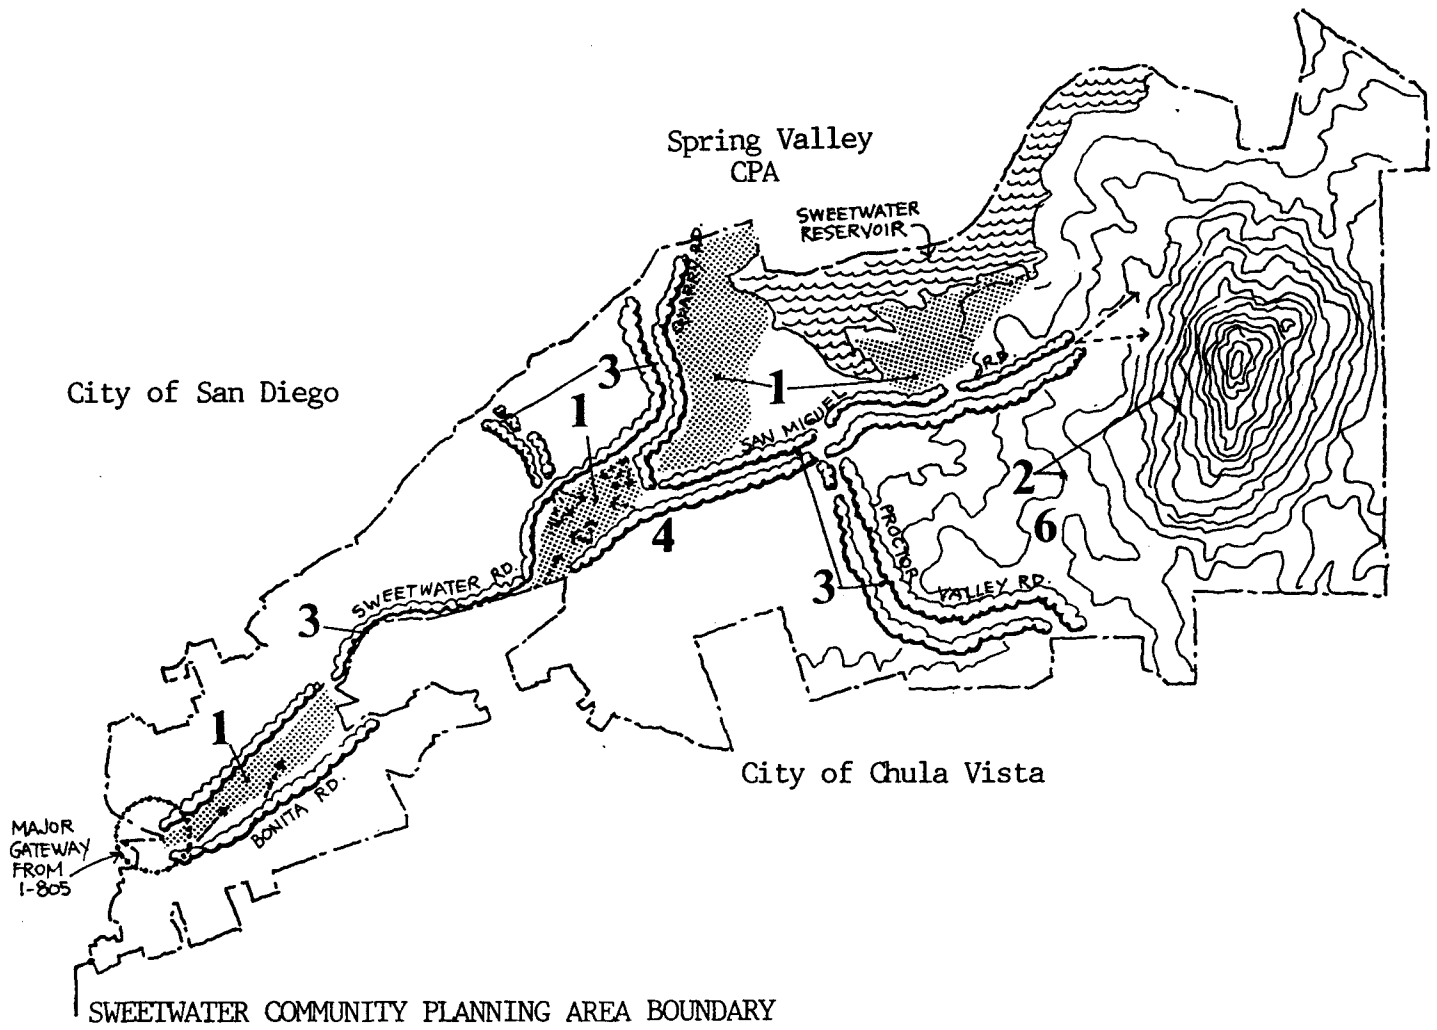 Spring Valley
CPA
SWEETWATER
RESERVOIR
City of San Diego
RD.
3
1
1
SAN MIGUEL
RD.
2
6
4
PROCTOR
VALLEY RD.
3
SWEETWATER RD.
3
1
BONITA RD.
City of Chula Vista
MAJOR
GATEWAY
FROM
I-805
SWEETWATER COMMUNITY PLANNING AREA BOUNDARY